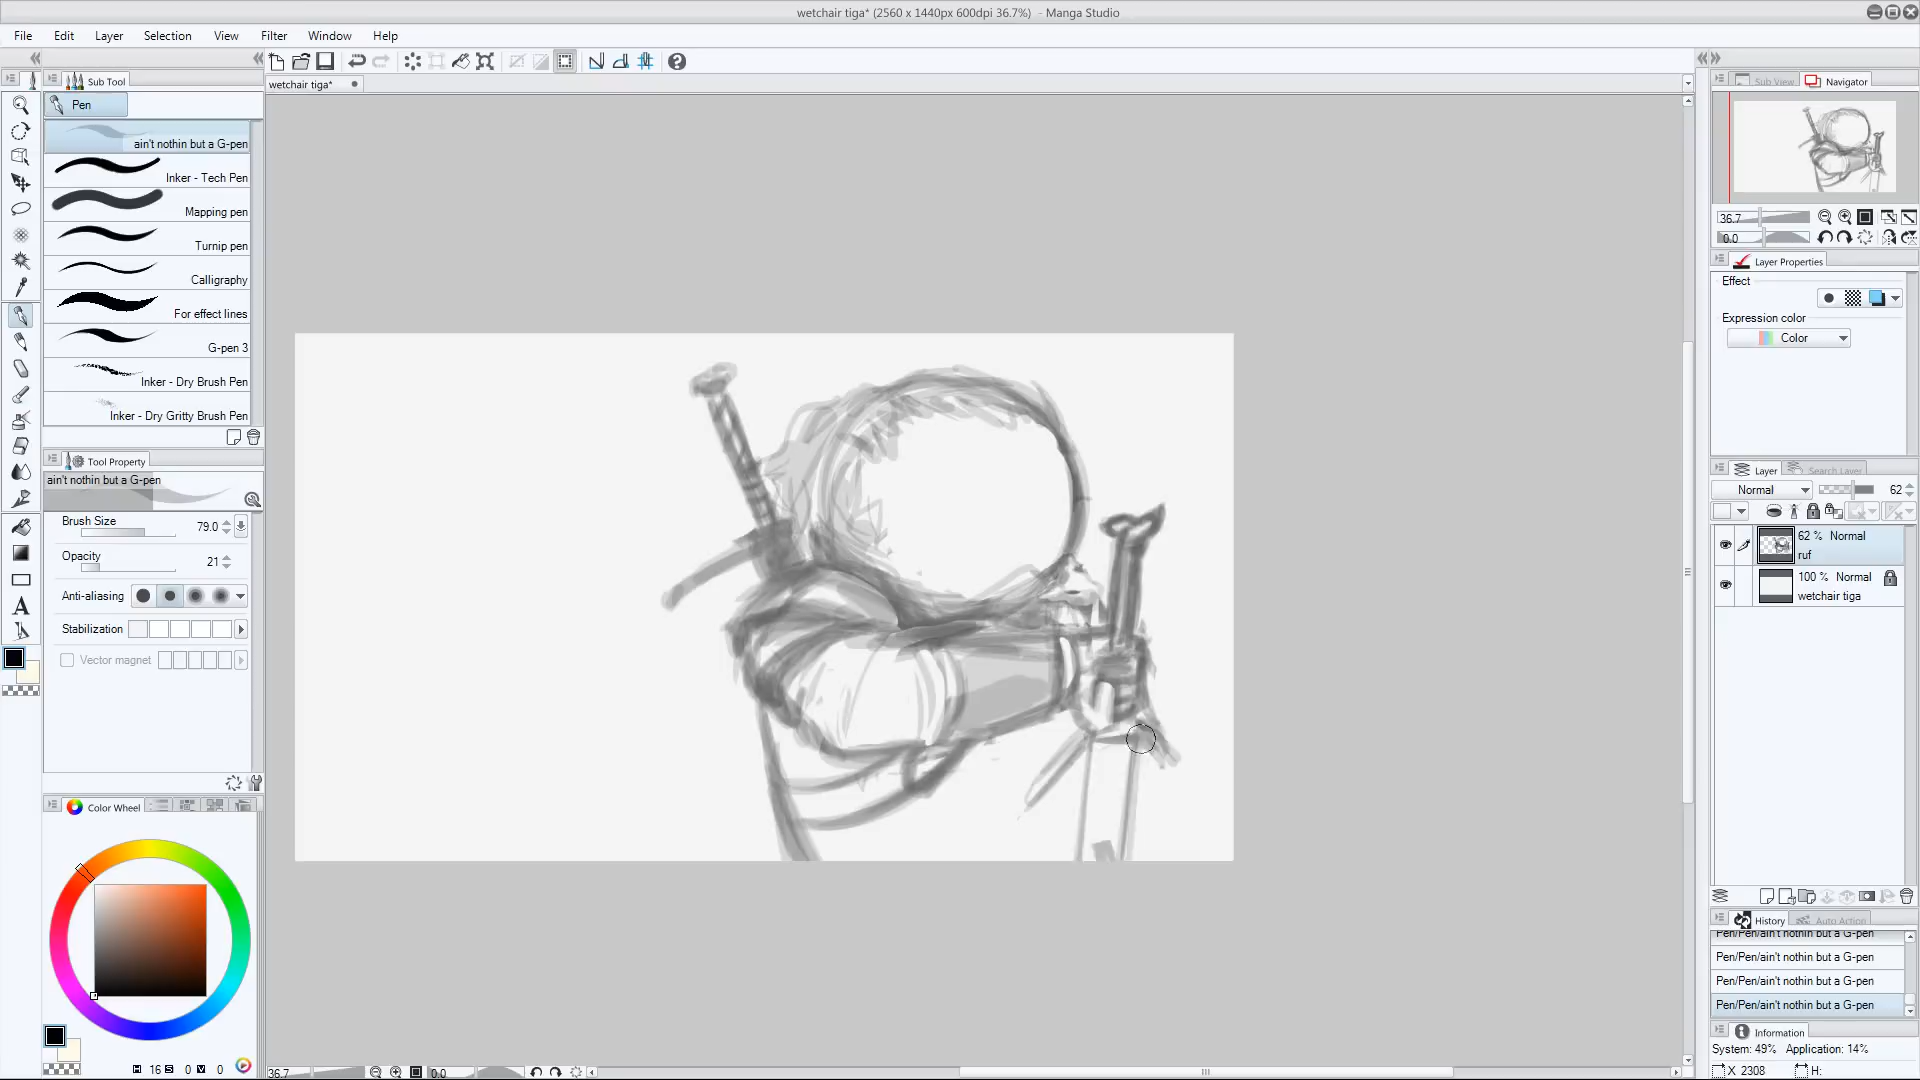 wetchair tiga* (2560 x 1440px 600dpi 36.7%) - Manga Studio
File Edit Layer Selection View Filter Window Help
wetchair tiga*
Sub Tool
Pen
ain't nothin but a G-pen
Inker - Tech Pen
Mapping pen
Turnip pen
Calligraphy
For effect lines
G-pen 3
Inker - Dry Brush Pen
Inker - Dry Gritty Brush Pen
Tool Property
ain't nothin but a G-pen
Brush Size 79.0
Opacity 21
Anti-aliasing
Stabilization
Vector magnet
Color Wheel
H 16 S 0 V 0
36.7 0.0
Sub View Navigator
36.7
0.0
Layer Properties
Effect
Expression color
Color
Layer Search Layer
Normal 62
62 % Normal
ruf
100 % Normal
wetchair tiga
History Auto Action
Pen/Pen/ain't nothin but a G-pen
Pen/Pen/ain't nothin but a G-pen
Pen/Pen/ain't nothin but a G-pen
Pen/Pen/ain't nothin but a G-pen
Information
System: 49% Application: 14%
X 2308 H: